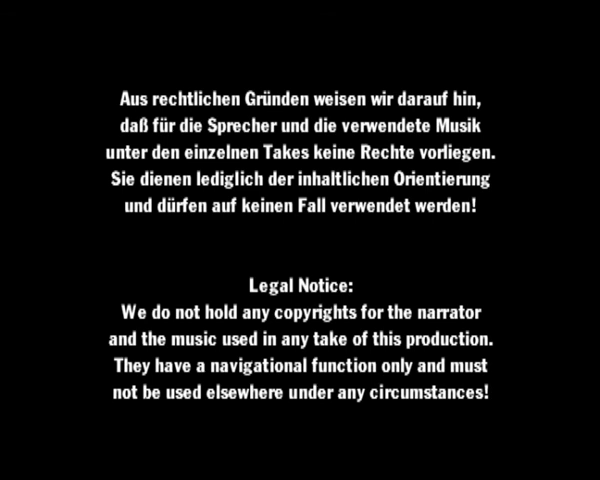 Aus rechtlichen Gründen weisen wir darauf hin,
daß für die Sprecher und die verwendete Musik
unter den einzelnen Takes keine Rechte vorliegen.
Sie dienen lediglich der inhaltlichen Orientierung
und dürfen auf keinen Fall verwendet werden!
Legal Notice:
We do not hold any copyrights for the narrator
and the music used in any take of this production.
They have a navigational function only and must
not be used elsewhere under any circumstances!